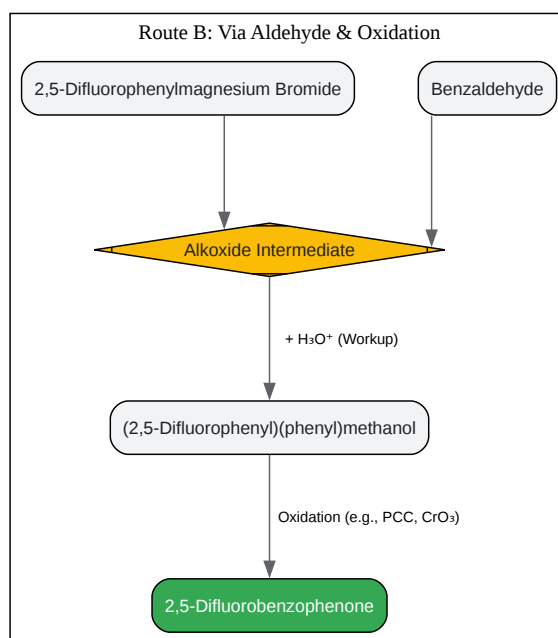 Route B: Via Aldehyde & Oxidation
2,5-Difluorophenylmagnesium Bromide
Benzaldehyde
Alkoxide Intermediate
+ H₃O⁺ (Workup)
(2,5-Difluorophenyl)(phenyl)methanol
Oxidation (e.g., PCC, CrO₃)
2,5-Difluorobenzophenone